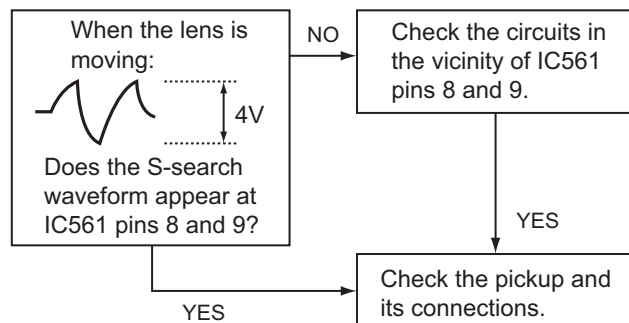 When the lens is
moving:
4V
Does the S-search
waveform appear at
IC561 pins 8 and 9?
NO
Check the circuits in
the vicinity of IC561
pins 8 and 9.
YES
YES
Check the pickup and
its connections.